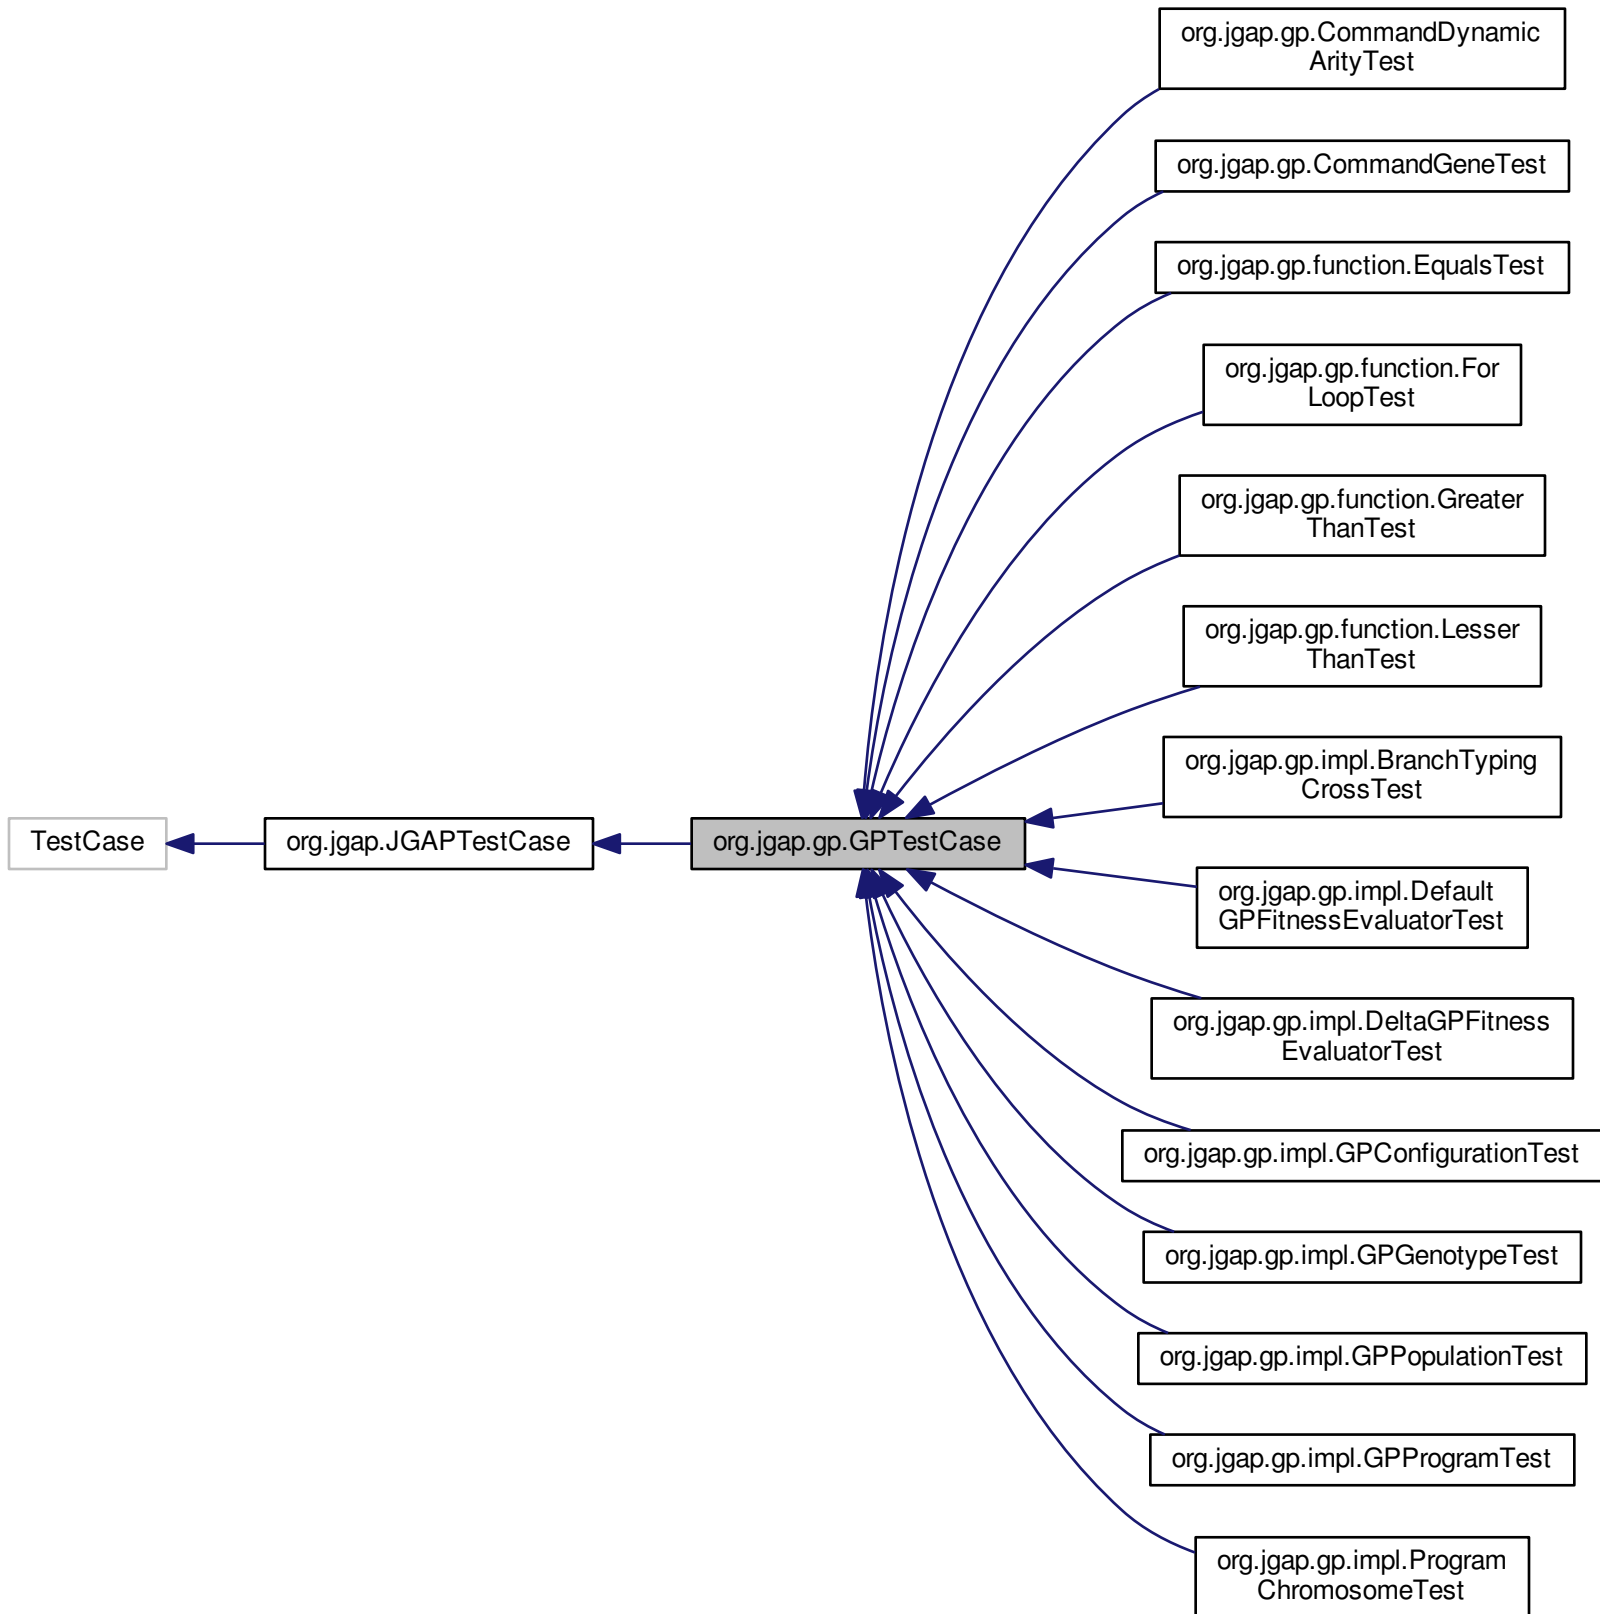 org.jgap.gp.CommandDynamic
ArityTest
org.jgap.gp.CommandGeneTest
org.jgap.gp.function.EqualsTest
org.jgap.gp.function.For
LoopTest
org.jgap.gp.function.Greater
ThanTest
org.jgap.gp.function.Lesser
ThanTest
org.jgap.gp.impl.BranchTyping
CrossTest
TestCase
org.jgap.JGAPTestCase
org.jgap.gp.GPTestCase
org.jgap.gp.impl.Default
GPFitnessEvaluatorTest
org.jgap.gp.impl.DeltaGPFitness
EvaluatorTest
org.jgap.gp.impl.GPConfigurationTest
org.jgap.gp.impl.GPGenotypeTest
org.jgap.gp.impl.GPPopulationTest
org.jgap.gp.impl.GPProgramTest
org.jgap.gp.impl.Program
ChromosomeTest